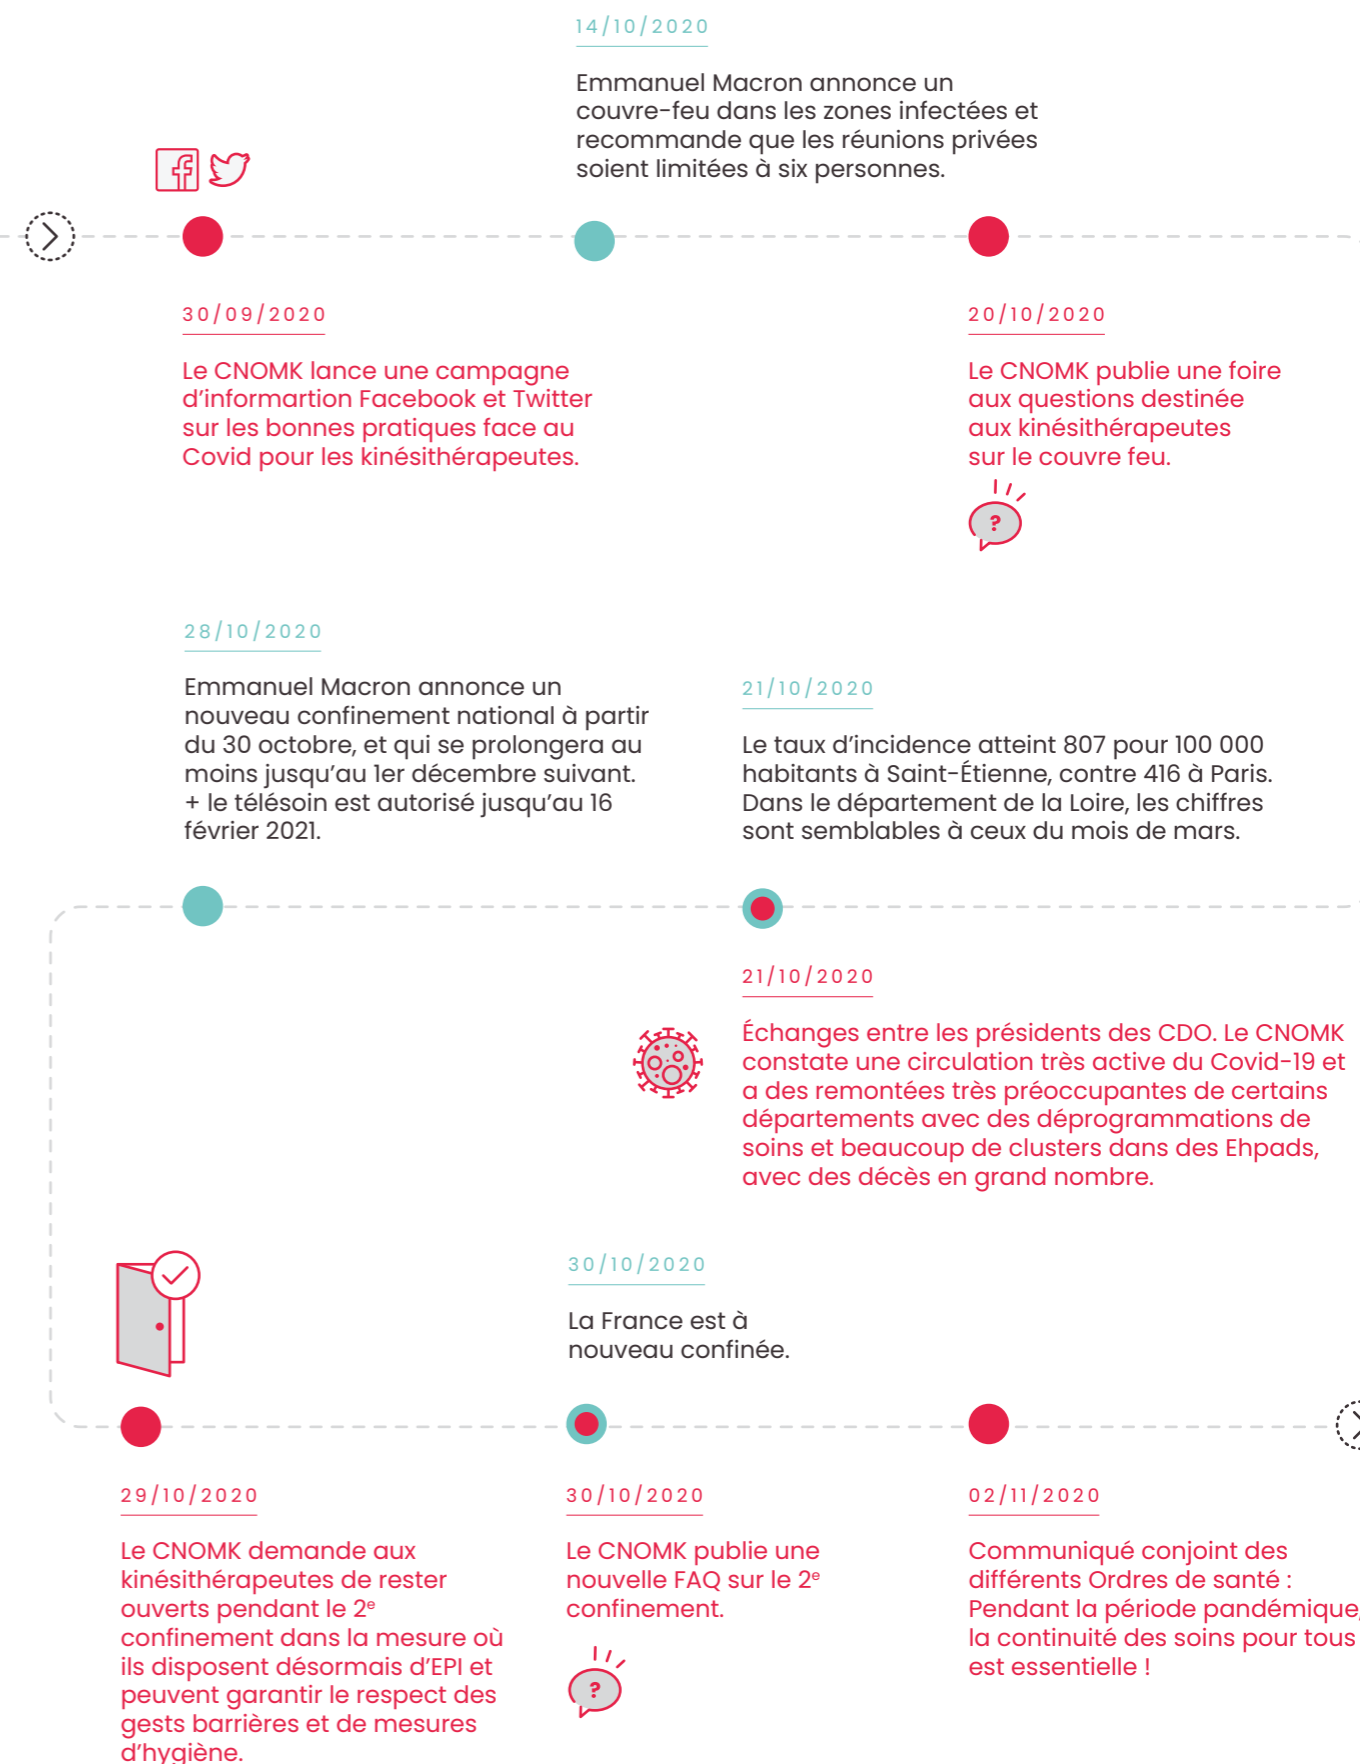 14/10/2020
Emmanuel Macron annonce un
couvre-feu dans les zones infectées et
recommande que les réunions privées
soient limitées à six personnes.
30/09/2020
Le CNOMK lance une campagne
d’informartion Facebook et Twitter
sur les bonnes pratiques face au
Covid pour les kinésithérapeutes.
20/10/2020
Le CNOMK publie une foire
aux questions destinée
aux kinésithérapeutes
sur le couvre feu.
?
28/10/2020
Emmanuel Macron annonce un
nouveau confinement national à partir
du 30 octobre, et qui se prolongera au
moins jusqu’au 1er décembre suivant.
+ le télésoin est autorisé jusqu’au 16
février 2021.
21/10/2020
Le taux d’incidence atteint 807 pour 100 000
habitants à Saint-Étienne, contre 416 à Paris.
Dans le département de la Loire, les chiffres
sont semblables à ceux du mois de mars.
21/10/2020
Échanges entre les présidents des CDO. Le CNOMK
constate une circulation très active du Covid-19 et
a des remontées très préoccupantes de certains
départements avec des déprogrammations de
soins et beaucoup de clusters dans des Ehpads,
avec des décès en grand nombre.
30/10/2020
La France est à
nouveau confinée.
29/10/2020
Le CNOMK demande aux
kinésithérapeutes de rester
ouverts pendant le 2e
confinement dans la mesure où
ils disposent désormais d’EPI et
peuvent garantir le respect des
gests barrières et de mesures
d’hygiène.
30/10/2020
Le CNOMK publie une
nouvelle FAQ sur le 2e
confinement.
?
02/11/2020
Communiqué conjoint des
différents Ordres de santé :
Pendant la période pandémique,
la continuité des soins pour tous
est essentielle !